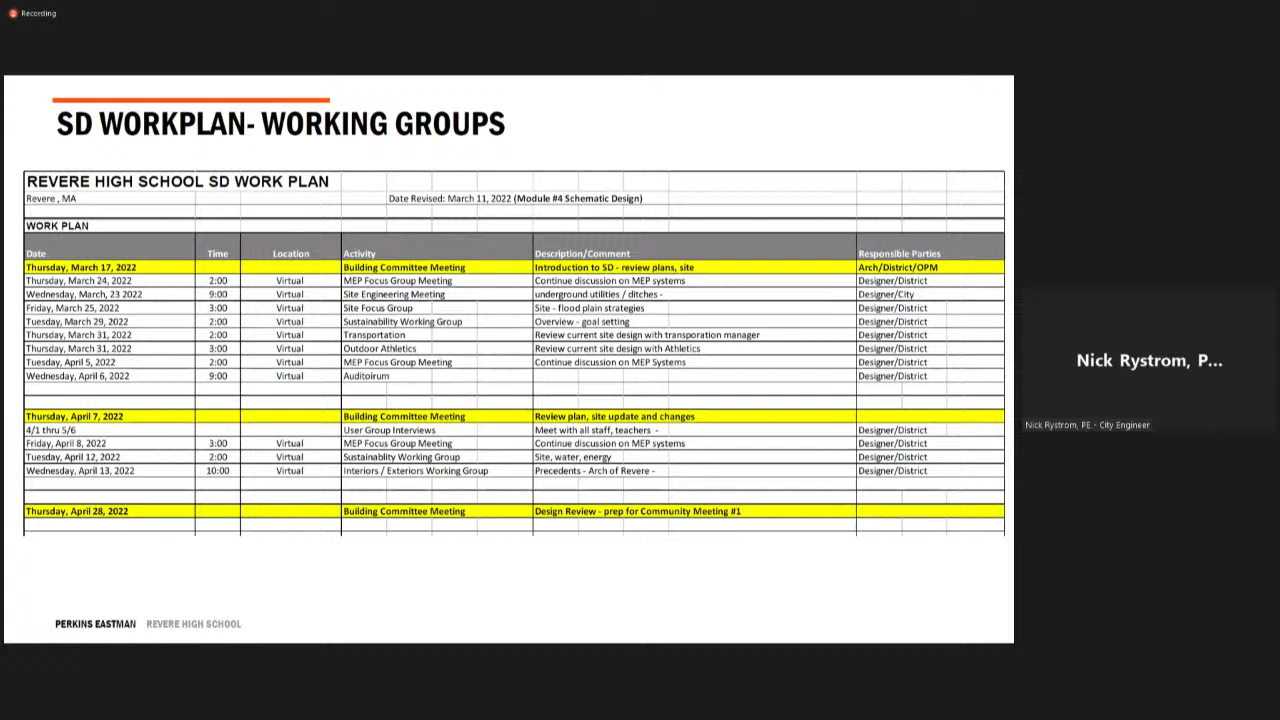 Recording
SD WORKPLAN- WORKING GROUPS
REVERE HIGH SCHOOL SD WORK PLAN
Revere , MA Date Revised: March 11, 2022 (Module #4 Schematic Design)
WORK PLAN
Date Time Location Activity Description/Comment Responsible Parties
Thursday, March 17, 2022 Building Committee Meeting Introduction to SD - review plans, site Arch/District/OPM
Thursday, March 24, 2022 2:00 Virtual MEP Focus Group Meeting Continue discussion on MEP systems Designer/District
Wednesday, March, 23 2022 9:00 Virtual Site Engineering Meeting underground utilities / ditches - Designer/City
Friday, March 25, 2022 3:00 Virtual Site Focus Group Site - flood plain strategies Designer/District
Tuesday, March 29, 2022 2:00 Virtual Sustainability Working Group Overview - goal setting Designer/District
Thursday, March 31, 2022 2:00 Virtual Transportation Review current site design with transporation manager Designer/District
Thursday, March 31, 2022 3:00 Virtual Outdoor Athletics Review current site design with Athletics Designer/District
Tuesday, April 5, 2022 2:00 Virtual MEP Focus Group Meeting Continue discussion on MEP Systems Designer/District
Wednesday, April 6, 2022 9:00 Virtual Auditoirum Designer/District
Thursday, April 7, 2022 Building Committee Meeting Review plan, site update and changes
4/1 thru 5/6 User Group Interviews Meet with all staff, teachers - Designer/District
Friday, April 8, 2022 3:00 Virtual MEP Focus Group Meeting Continue discussion on MEP systems Designer/District
Tuesday, April 12, 2022 2:00 Virtual Sustainablity Working Group Site, water, energy Designer/District
Wednesday, April 13, 2022 10:00 Virtual Interiors / Exteriors Working Group Precedents - Arch of Revere - Designer/District
Thursday, April 28, 2022 Building Committee Meeting Design Review - prep for Community Meeting #1
PERKINS EASTMAN REVERE HIGH SCHOOL
Nick Rystrom, P...
Nick Rystrom, PE - City Engineer